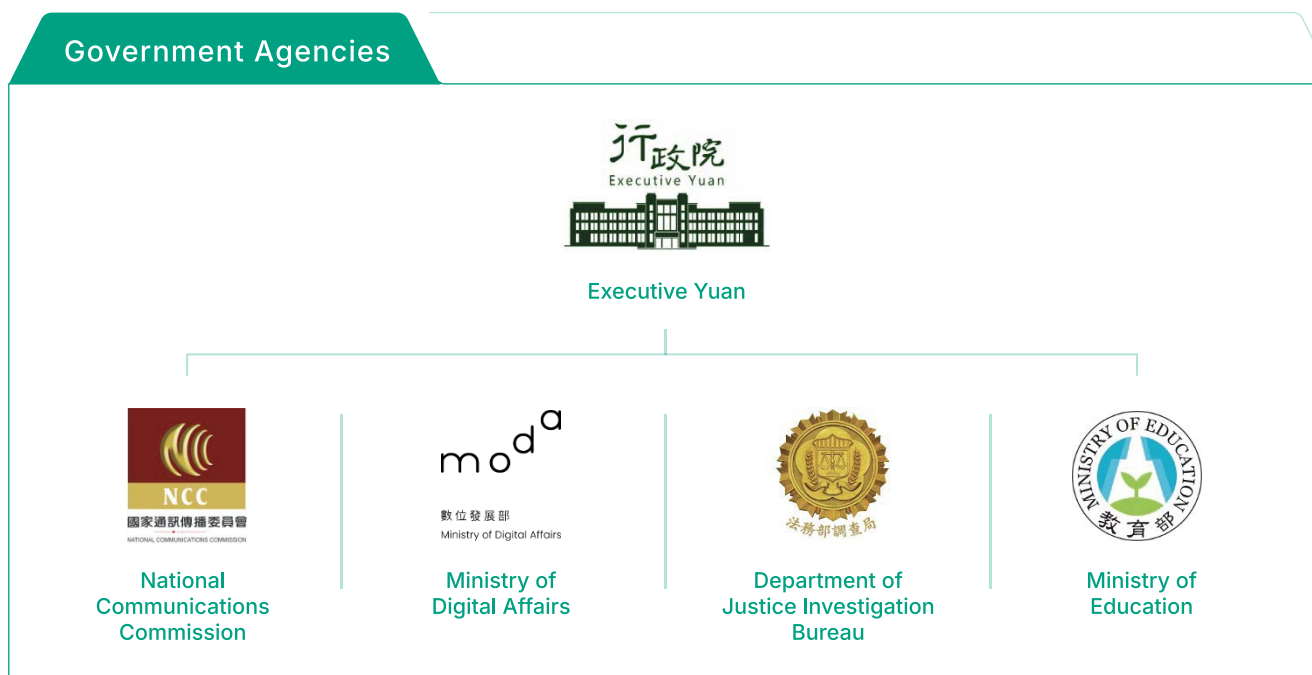 Government Agencies
行政院
Executive Yuan
Executive Yuan
NCC
國家通訊傳播委員會
NATIONAL COMMUNICATIONS COMMISSION
National
Communications
Commission
moda
數位發展部
Ministry of Digital Affairs
Ministry of
Digital Affairs
法務部調查局
Department of
Justice Investigation
Bureau
MINISTRY OF EDUCATION
教育部
Ministry of
Education